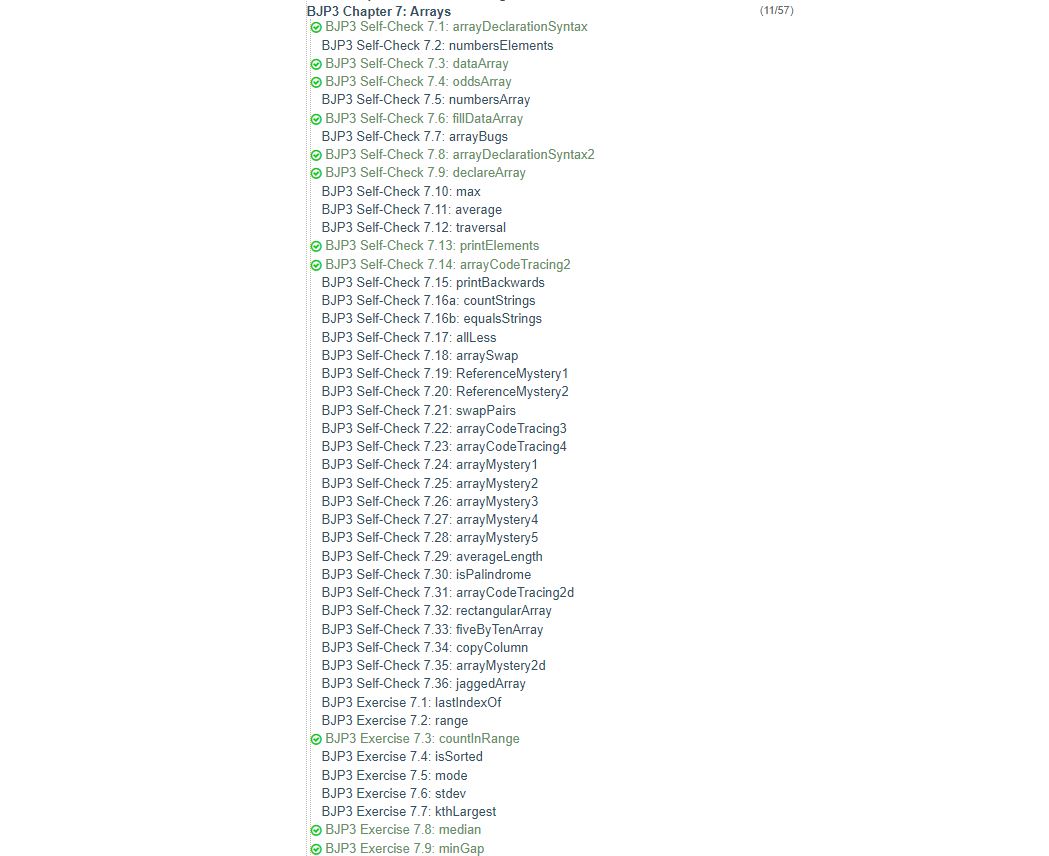 BJP3 Chapter 7: Arrays (11/57)
BJP3 Self-Check 7.1: arrayDeclarationSyntax
BJP3 Self-Check 7.2: numbersElements
BJP3 Self-Check 7.3: dataArray
BJP3 Self-Check 7.4: oddsArray
BJP3 Self-Check 7.5: numbersArray
BJP3 Self-Check 7.6: fillDataArray
BJP3 Self-Check 7.7: arrayBugs
BJP3 Self-Check 7.8: arrayDeclarationSyntax2
BJP3 Self-Check 7.9: declareArray
BJP3 Self-Check 7.10: max
BJP3 Self-Check 7.11: average
BJP3 Self-Check 7.12: traversal
BJP3 Self-Check 7.13: printElements
BJP3 Self-Check 7.14: arrayCodeTracing2
BJP3 Self-Check 7.15: printBackwards
BJP3 Self-Check 7.16a: countStrings
BJP3 Self-Check 7.16b: equalsStrings
BJP3 Self-Check 7.17: allLess
BJP3 Self-Check 7.18: arraySwap
BJP3 Self-Check 7.19: ReferenceMystery1
BJP3 Self-Check 7.20: ReferenceMystery2
BJP3 Self-Check 7.21: swapPairs
BJP3 Self-Check 7.22: arrayCodeTracing3
BJP3 Self-Check 7.23: arrayCodeTracing4
BJP3 Self-Check 7.24: arrayMystery1
BJP3 Self-Check 7.25: arrayMystery2
BJP3 Self-Check 7.26: arrayMystery3
BJP3 Self-Check 7.27: arrayMystery4
BJP3 Self-Check 7.28: arrayMystery5
BJP3 Self-Check 7.29: averageLength
BJP3 Self-Check 7.30: isPalindrome
BJP3 Self-Check 7.31: arrayCodeTracing2d
BJP3 Self-Check 7.32: rectangularArray
BJP3 Self-Check 7.33: fiveByTenArray
BJP3 Self-Check 7.34: copyColumn
BJP3 Self-Check 7.35: arrayMystery2d
BJP3 Self-Check 7.36: jaggedArray
BJP3 Exercise 7.1: lastIndexOf
BJP3 Exercise 7.2: range
BJP3 Exercise 7.3: countInRange
BJP3 Exercise 7.4: isSorted
BJP3 Exercise 7.5: mode
BJP3 Exercise 7.6: stdev
BJP3 Exercise 7.7: kthLargest
BJP3 Exercise 7.8: median
BJP3 Exercise 7.9: minGap